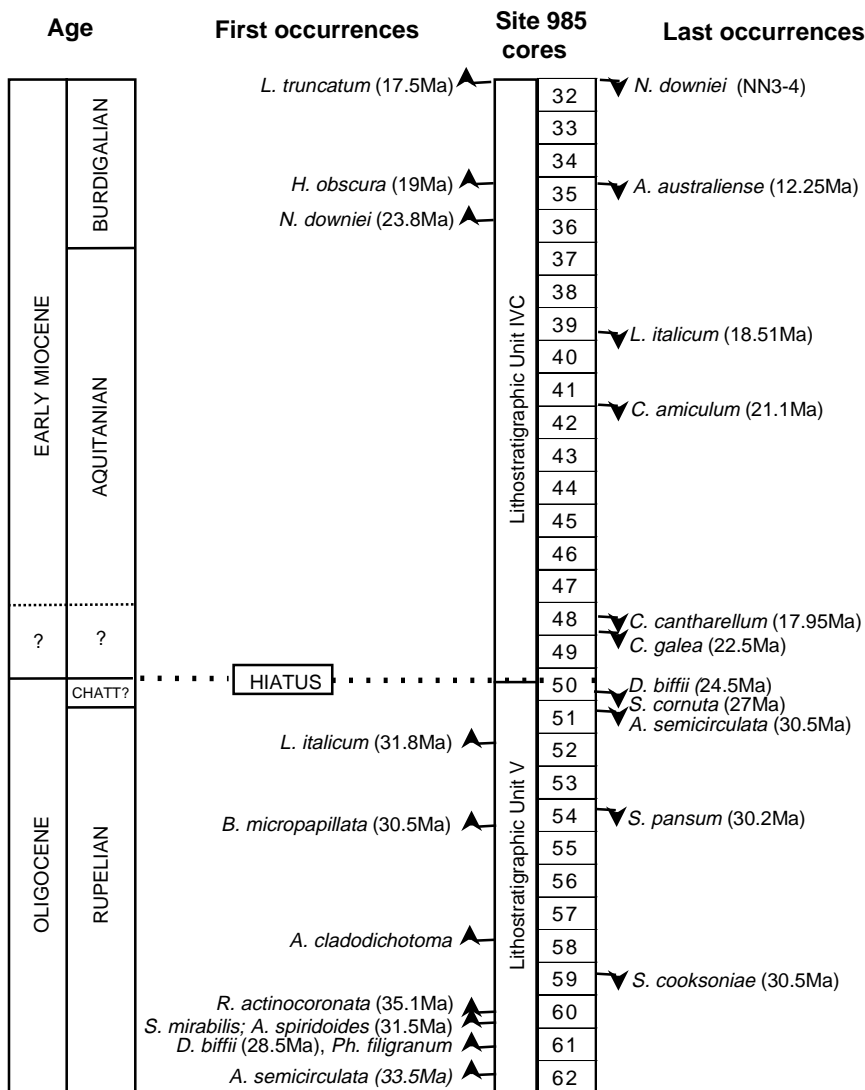 Age
First occurrences
Site 985
cores
Last occurrences
EARLY MIOCENE
OLIGOCENE
BURDIGALIAN
AQUITANIAN
?
?
CHATT?
RUPELIAN
L. truncatum (17.5Ma)
H. obscura (19Ma)
N. downiei (23.8Ma)
HIATUS
L. italicum (31.8Ma)
B. micropapillata (30.5Ma)
A. cladodichotoma
R. actinocoronata (35.1Ma)
S. mirabilis; A. spiridoides (31.5Ma)
D. biffii (28.5Ma), Ph. filigranum
A. semicirculata (33.5Ma)
Lithostratigraphic Unit IVC
Lithostratigraphic Unit V
32
33
34
35
36
37
38
39
40
41
42
43
44
45
46
47
48
49
50
51
52
53
54
55
56
57
58
59
60
61
62
N. downiei (NN3-4)
A. australiense (12.25Ma)
L. italicum (18.51Ma)
C. amiculum (21.1Ma)
C. cantharellum (17.95Ma)
C. galea (22.5Ma)
D. biffii (24.5Ma)
S. cornuta (27Ma)
A. semicirculata (30.5Ma)
S. pansum (30.2Ma)
S. cooksoniae (30.5Ma)